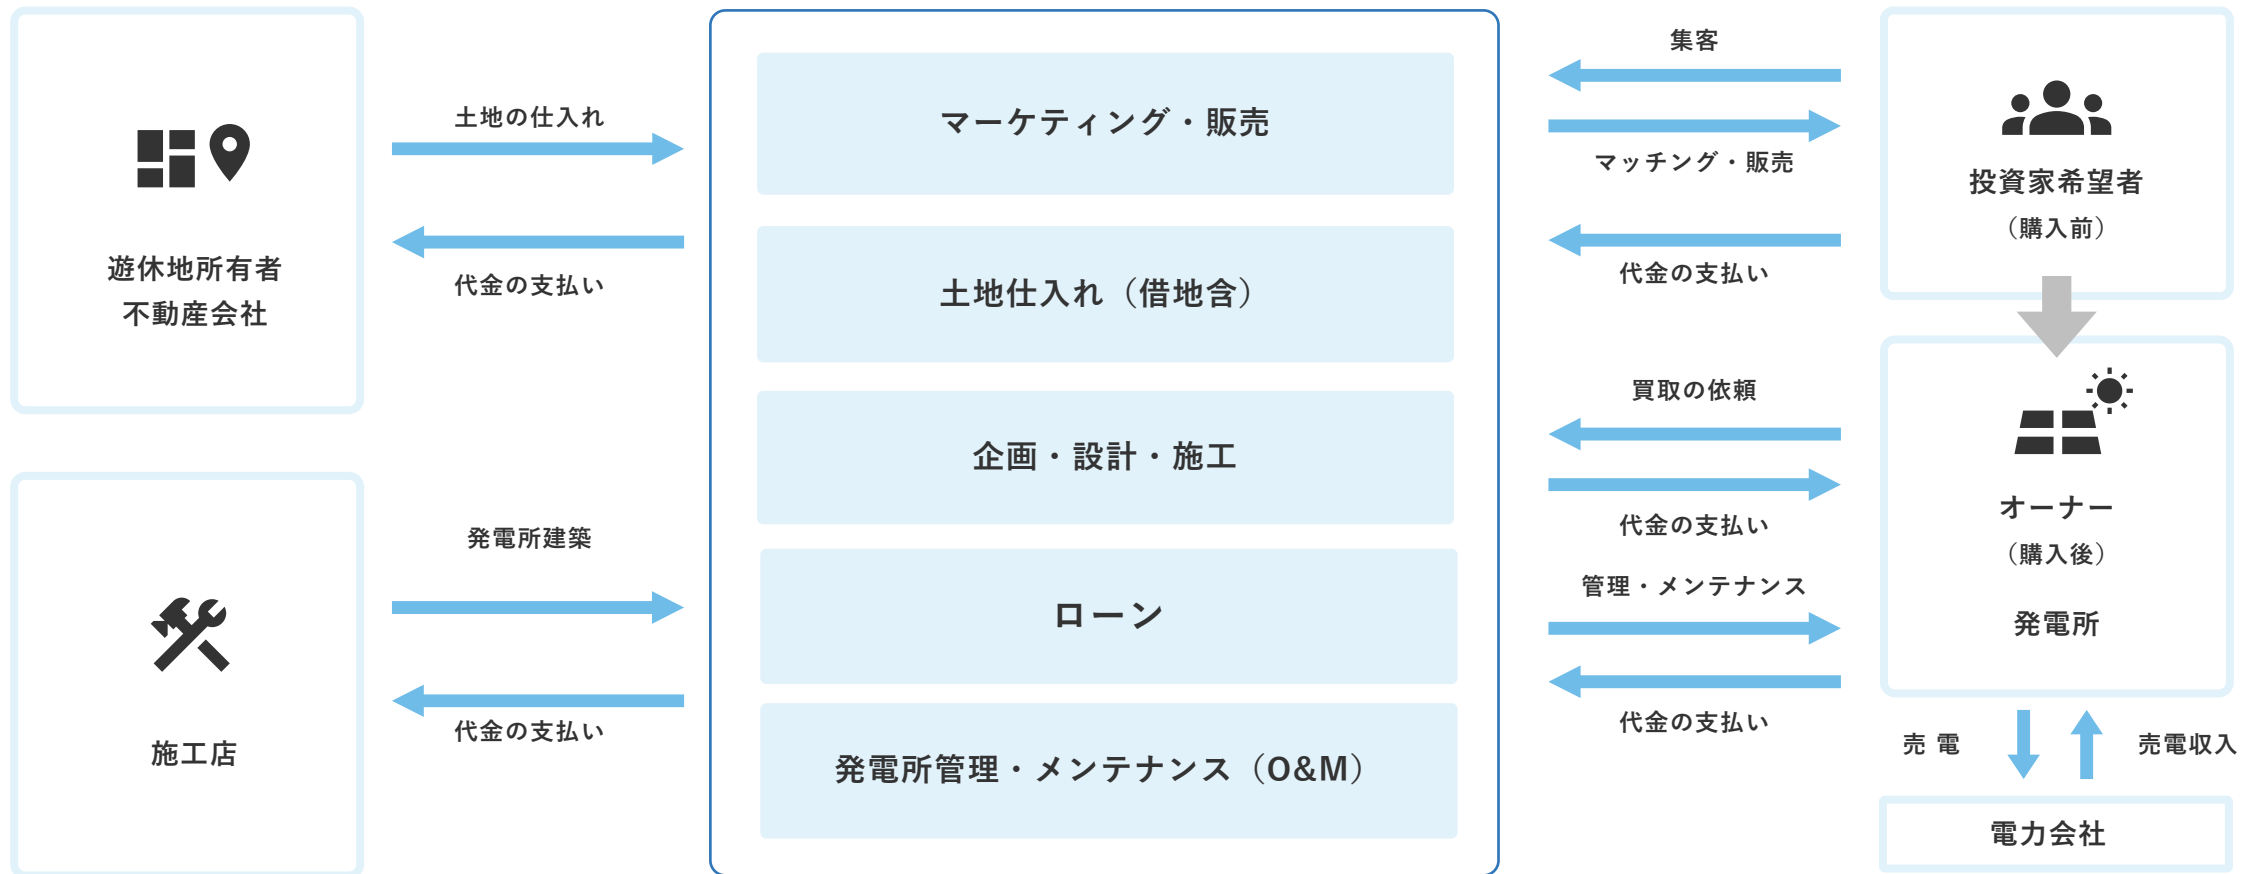 土地の仕入れ
代金の支払い
遊休地所有者
不動産会社
発電所建築
代金の支払い
施工店
マーケティング・販売
土地仕入れ（借地含）
企画・設計・施工
ローン
発電所管理・メンテナンス（O&M）
集客
マッチング・販売
代金の支払い
買取の依頼
代金の支払い
管理・メンテナンス
代金の支払い
投資家希望者
（購入前）
オーナー
（購入後）
発電所
売 電
売電収入
電力会社